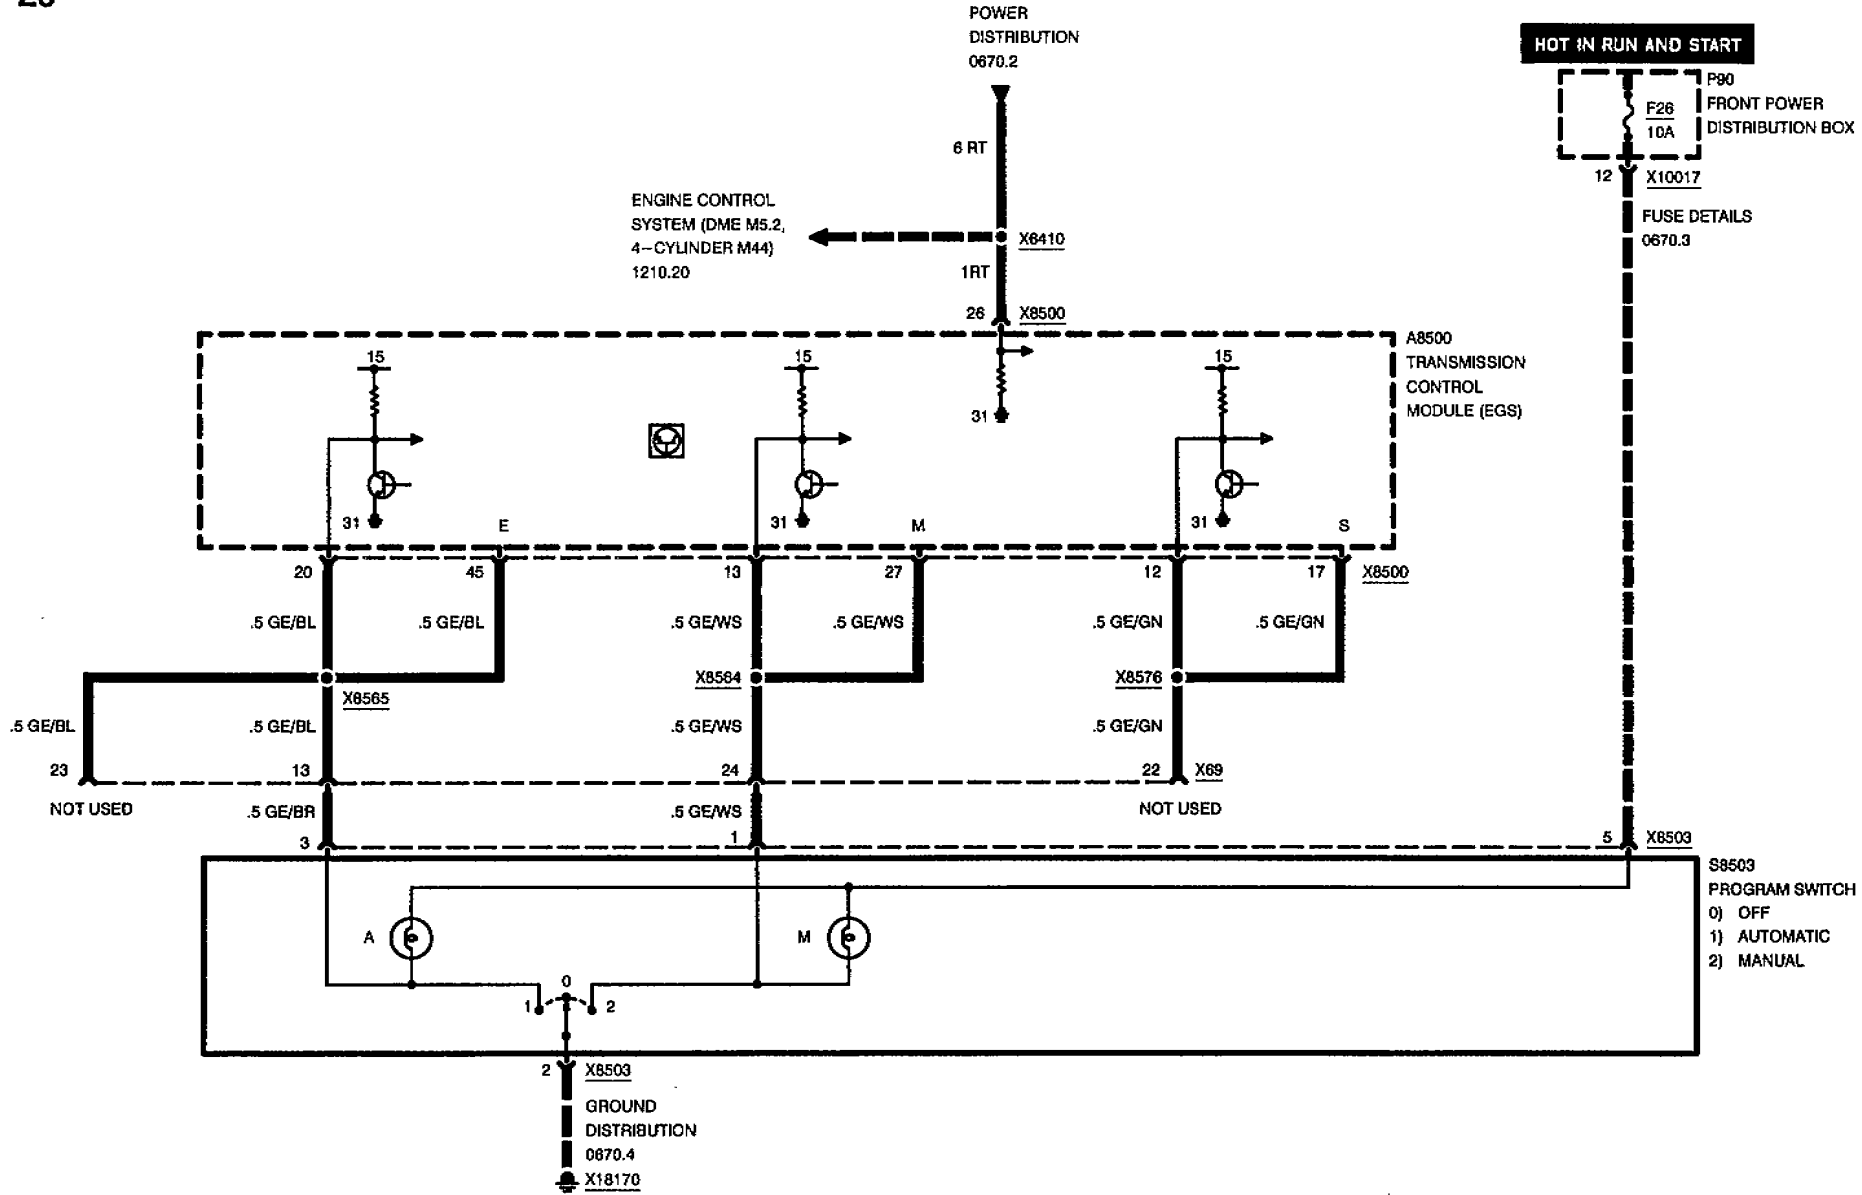 POWER
DISTRIBUTION
0670.2
HOT IN RUN AND START
P90
FRONT POWER
DISTRIBUTION BOX
F26
10A
12 X10017
FUSE DETAILS
0670.3
6 RT
ENGINE CONTROL
SYSTEM (DME M5.2,
4-CYLINDER M44)
1210.20
X6410
1RT
26 X8500
A8500
TRANSMISSION
CONTROL
MODULE (EGS)
15 15 15
31
31 E 31 M 31 S
20 45 13 27 12 17 X8500
.5 GE/BL .5 GE/BL .5 GE/WS .5 GE/WS .5 GE/GN .5 GE/GN
X8565 X8564 X8576
.5 GE/BL .5 GE/BL .5 GE/WS .5 GE/GN
23 13 24 22 X69
NOT USED NOT USED
.5 GE/BR .5 GE/WS
3 1 5 X8503
S8503
PROGRAM SWITCH
0) OFF
1) AUTOMATIC
2) MANUAL
A M
0
1 2
2 X8503
GROUND
DISTRIBUTION
0670.4
X18170